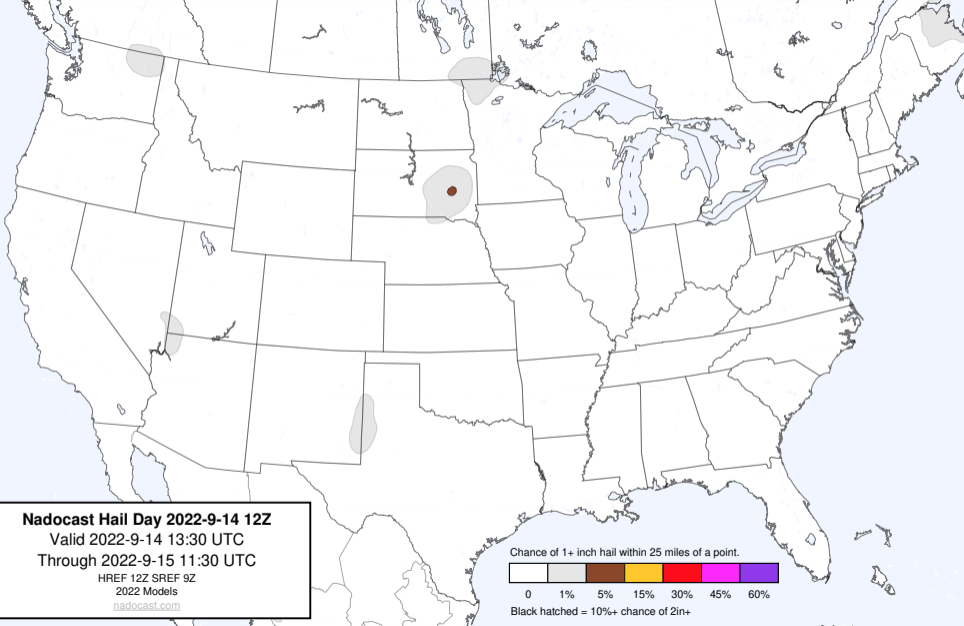 Nadocast Hail Day 2022-9-14 12Z
Valid 2022-9-14 13:30 UTC
Through 2022-9-15 11:30 UTC
HREF 12Z SREF 9Z
2022 Models
nadocast.com
Chance of 1+ inch hail within 25 miles of a point.
0 1% 5% 15% 30% 45% 60%
Black hatched = 10%+ chance of 2in+